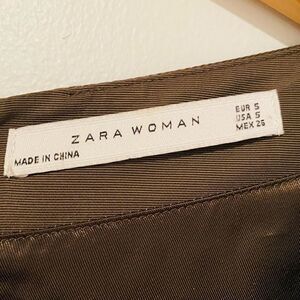 ZARA WOMAN
MADE IN CHINA
EUR S
USA S
MEX 26